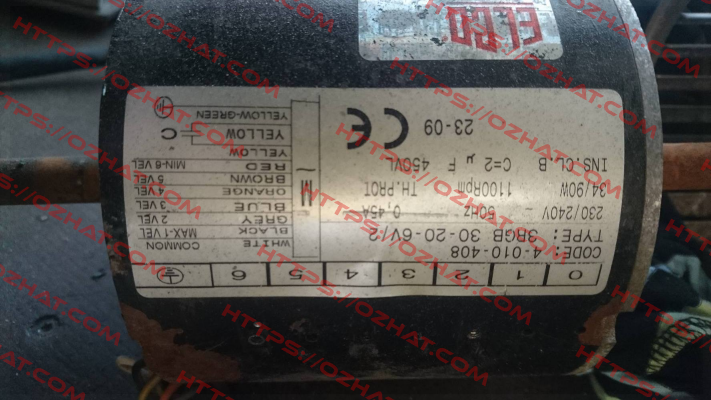 ELCO
0 1 2 3 4 5 6
CODE: 4-010-408
TYPE: 3RGB 30-20-6V/2
230/240V 50Hz 0,45A
34/90W 1100Rpm TH.PROT
INS.CL.B C=2 µ F 450VL
23-09 CE
WHITE COMMON
BLACK MAX-1 VEL
GREY 2 VEL
BLUE 3 VEL
ORANGE 4 VEL
BROWN 5 VEL
RED MIN-6 VEL
YELLOW
YELLOW C
YELLOW-GREEN
M
~
HTTPS://OZHAT.COM